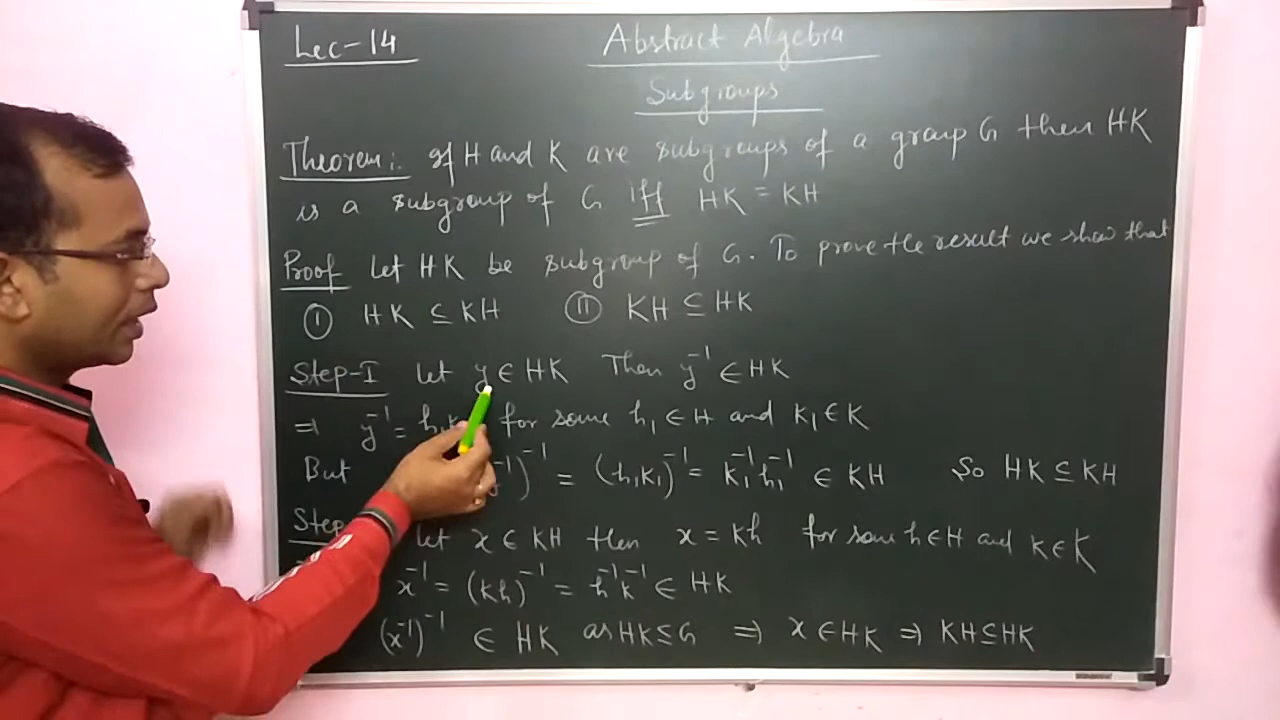 Lec-14
Abstract Algebra
Subgroups
Theorem:. If H and K are subgroups of a group G then HK
is a subgroup of G iff HK = KH
Proof Let HK be subgroup of G. To prove the result we show that
(I) HK ⊆ KH (II) KH ⊆ HK
Step-I Let y ∈ HK Then y⁻¹ ∈ HK
⇒ y⁻¹ = h₁k for some h₁ ∈ H and k₁ ∈ K
But ⁻¹)⁻¹ = (h₁k₁)⁻¹ = k₁⁻¹h₁⁻¹ ∈ KH So HK ⊆ KH
Step let x ∈ KH then x = kh for some h ∈ H and k ∈ K
x⁻¹ = (kh)⁻¹ = h⁻¹k⁻¹ ∈ HK
(x⁻¹)⁻¹ ∈ HK as HK ≤ G ⇒ x ∈ HK ⇒ KH ⊆ HK